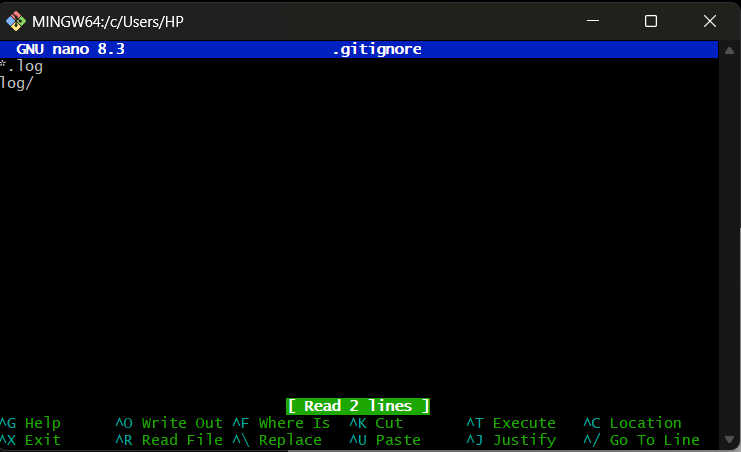 MINGW64:/c/Users/HP
GNU nano 8.3 .gitignore
*.log
log/
[ Read 2 lines ]
^G Help ^O Write Out ^F Where Is ^K Cut ^T Execute ^C Location
^X Exit ^R Read File ^\ Replace ^U Paste ^J Justify ^/ Go To Line